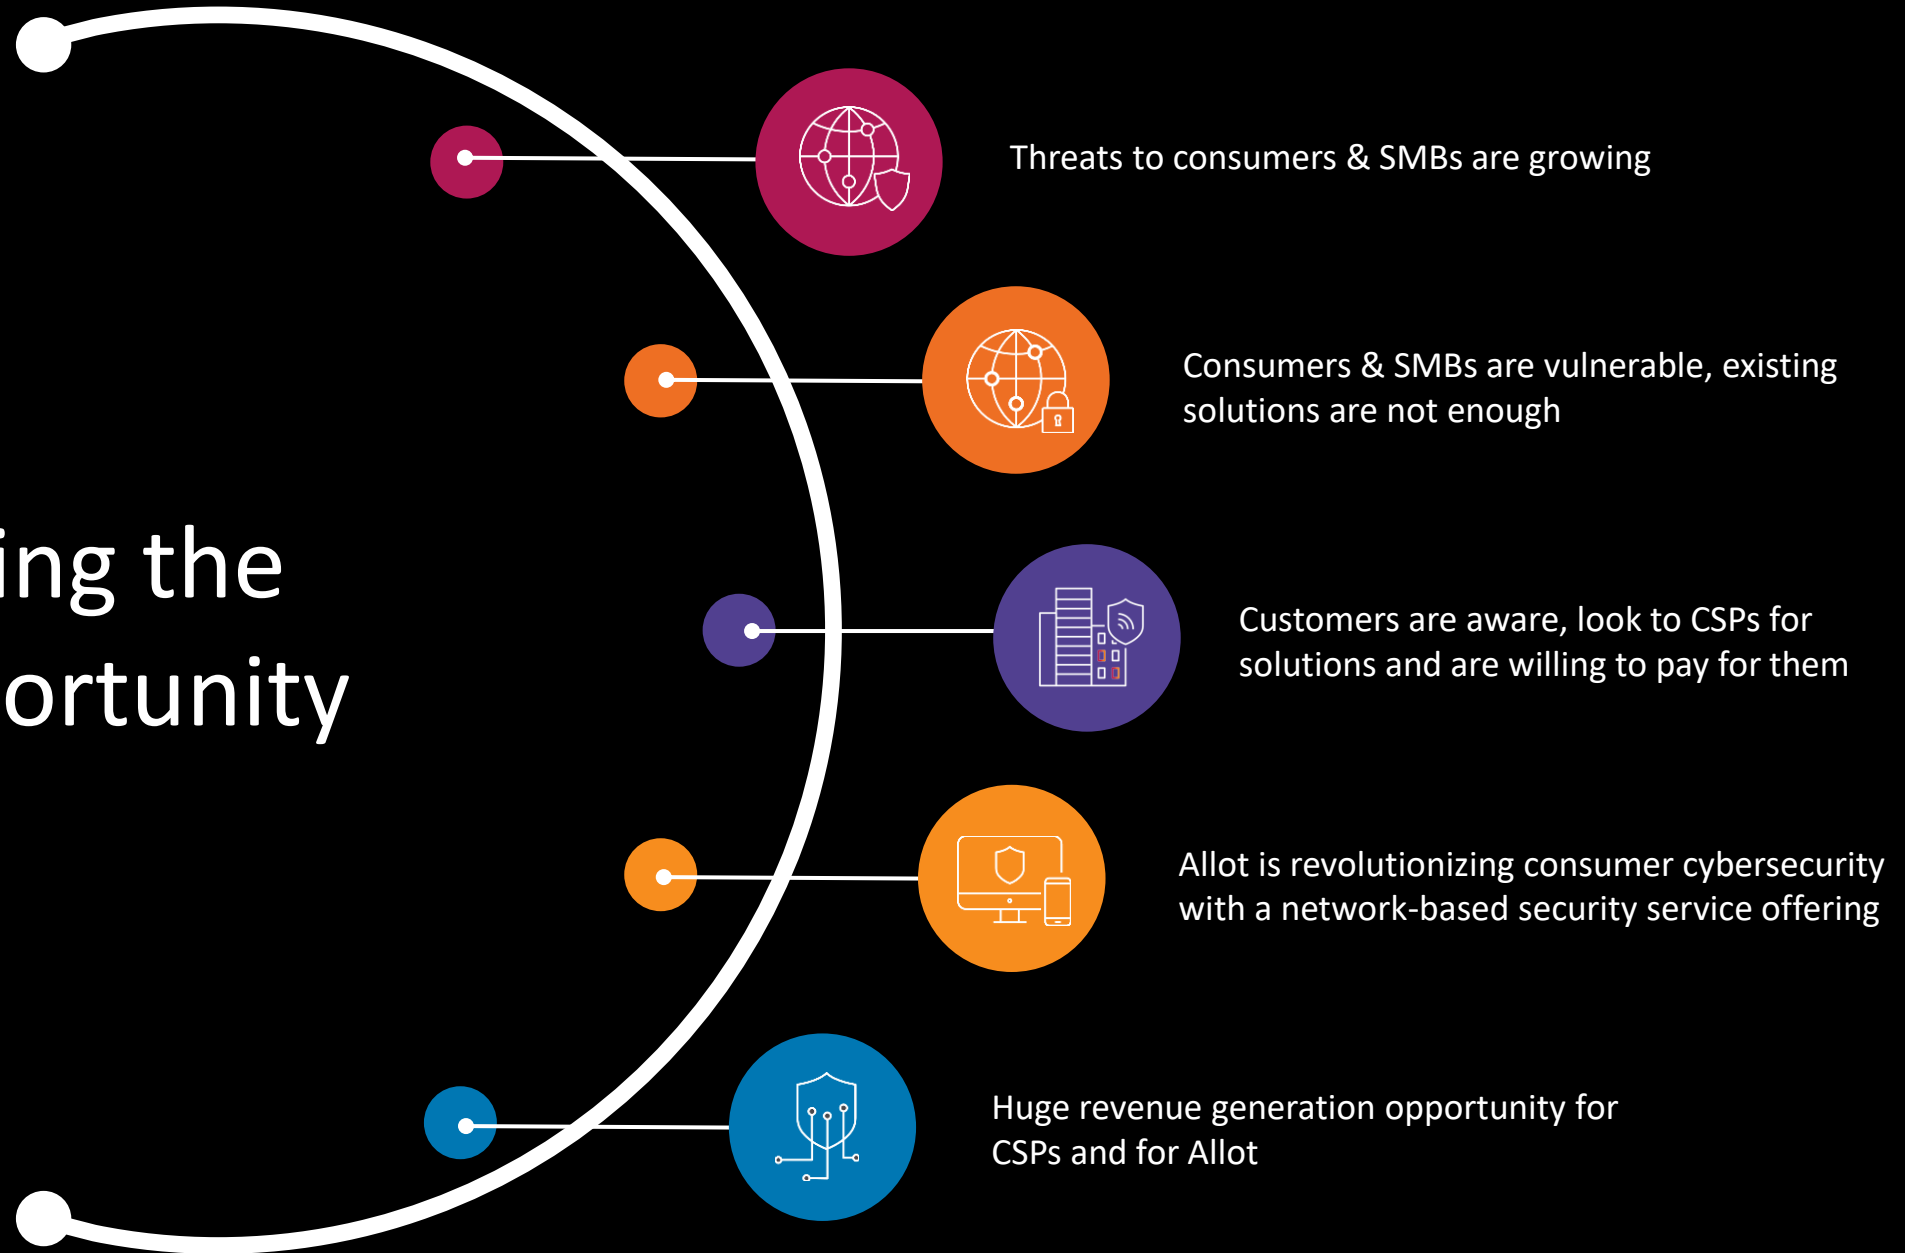 ing the
ortunity
Threats to consumers & SMBs are growing
Consumers & SMBs are vulnerable, existing
solutions are not enough
Customers are aware, look to CSPs for
solutions and are willing to pay for them
Allot is revolutionizing consumer cybersecurity
with a network-based security service offering
Huge revenue generation opportunity for
CSPs and for Allot